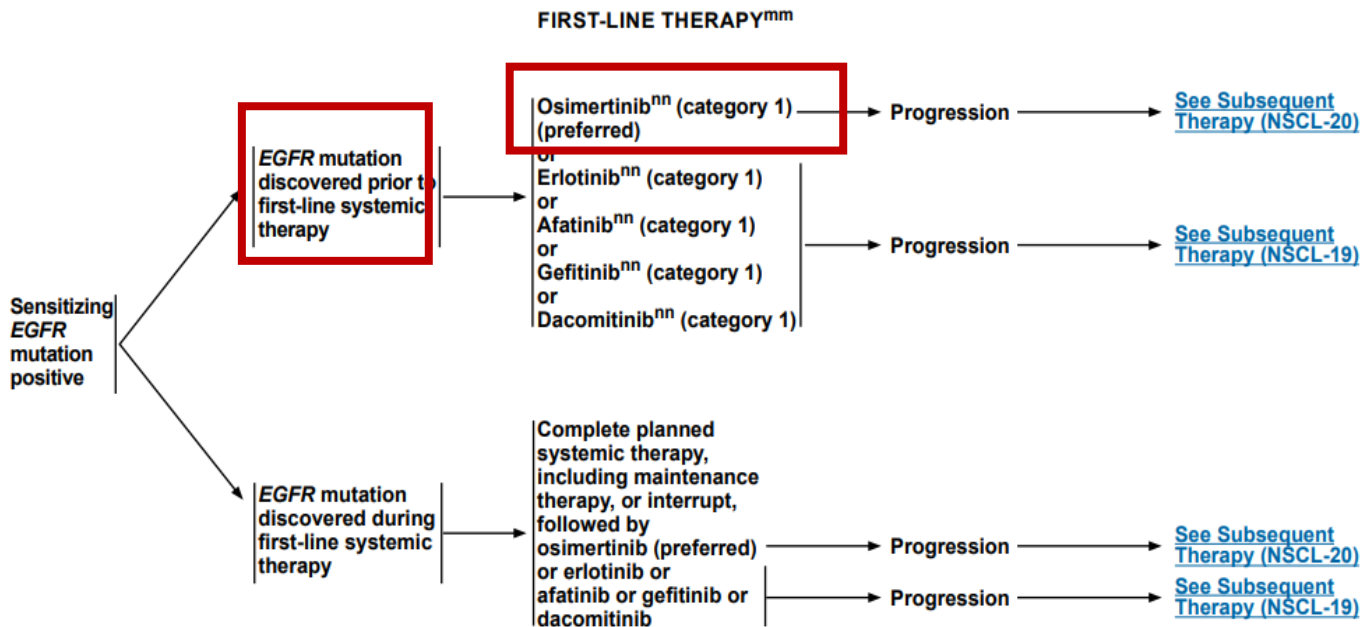 FIRST-LINE THERAPYmm
Sensitizing
EGFR
mutation
positive
EGFR mutation
discovered prior to
first-line systemic
therapy
Osimertinibnn (category 1)
(preferred)
or
Erlotinibnn (category 1)
or
Afatinibnn (category 1)
or
Gefitinibnn (category 1)
or
Dacomitinibnn (category 1)
Progression
See Subsequent
Therapy (NSCL-20)
Progression
See Subsequent
Therapy (NSCL-19)
EGFR mutation
discovered during
first-line systemic
therapy
Complete planned
systemic therapy,
including maintenance
therapy, or interrupt,
followed by
osimertinib (preferred)
or erlotinib or
afatinib or gefitinib or
dacomitinib
Progression
See Subsequent
Therapy (NSCL-20)
Progression
See Subsequent
Therapy (NSCL-19)